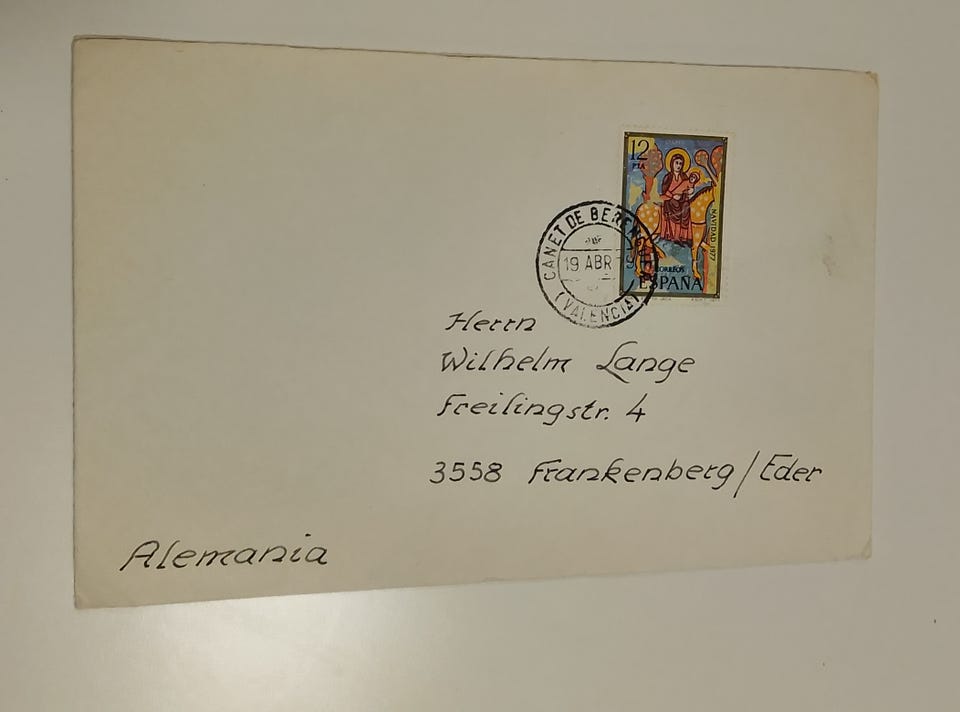 12
PTA
NAVIDAD 1977
CORREOS
ESPAÑA
CANET DE BEREN
19 ABR
(VALENCIA)
Herrn
Wilhelm Lange
Freilingstr. 4
3558 Frankenberg/Eder
Alemania